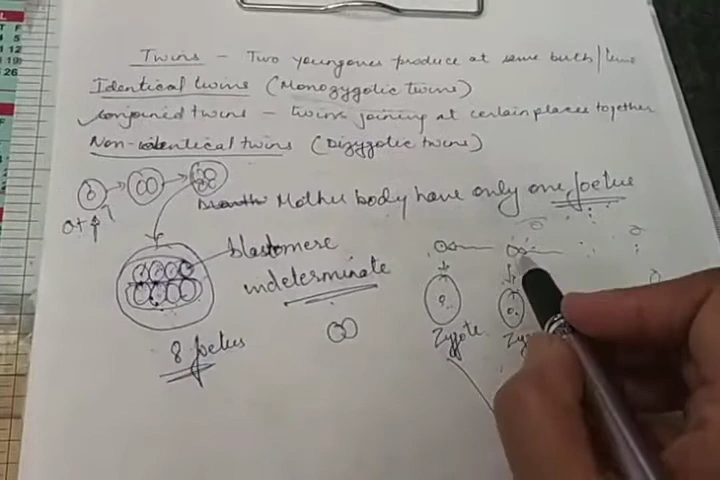 Twins – Two youngones produce at same birth/time
Identical twins (Monozygotic twins)
conjoined twins – twins joining at certain places together
Non-identical twins (Dizygotic twins)
Mother body have only one foetus
blastomere
indeterminate
8 foetus
Zygote
Zy